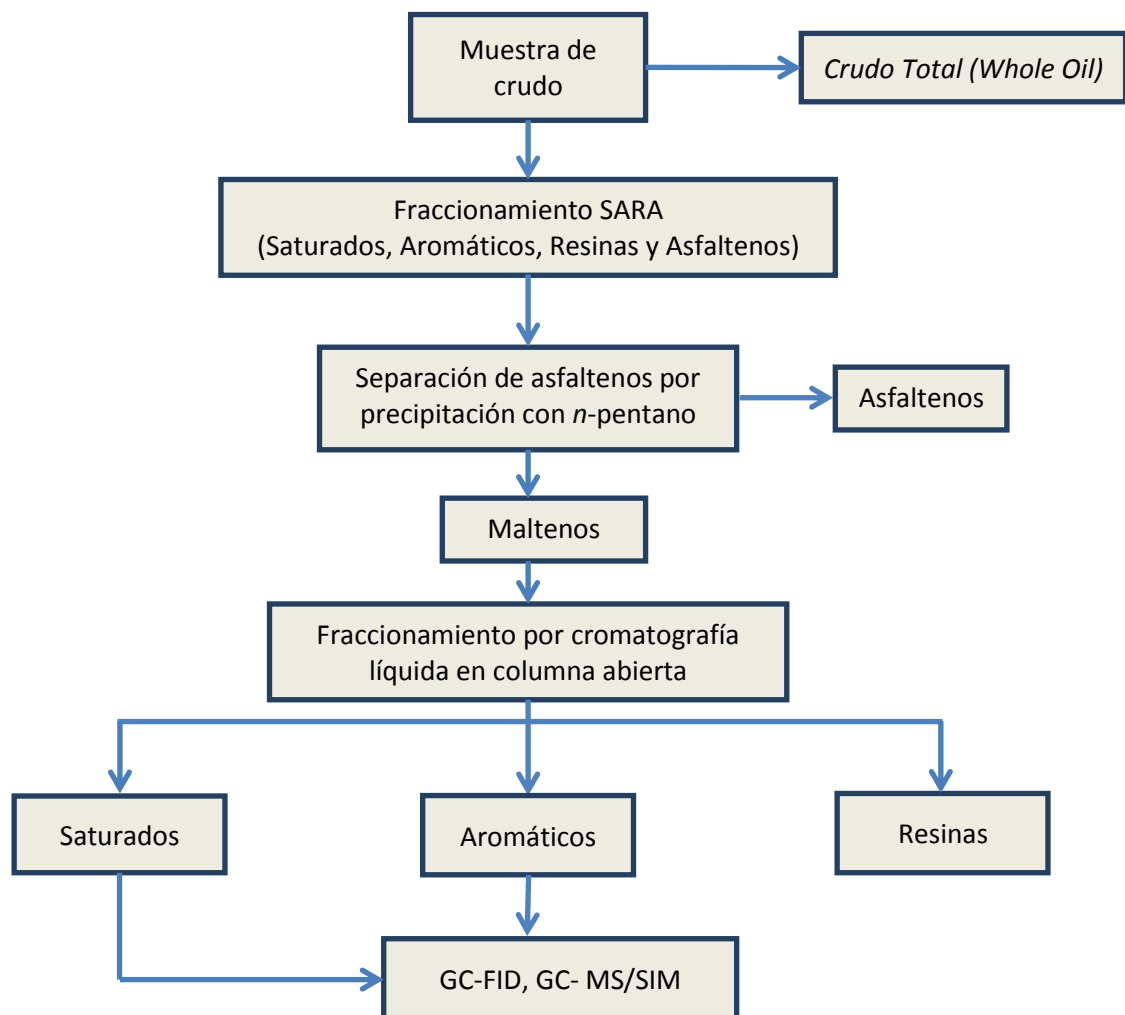 Muestra de
crudo
Crudo Total (Whole Oil)
Fraccionamiento SARA
(Saturados, Aromáticos, Resinas y Asfaltenos)
Separación de asfaltenos por
precipitación con n-pentano
Asfaltenos
Maltenos
Fraccionamiento por cromatografía
líquida en columna abierta
Saturados
Aromáticos
Resinas
GC-FID, GC- MS/SIM